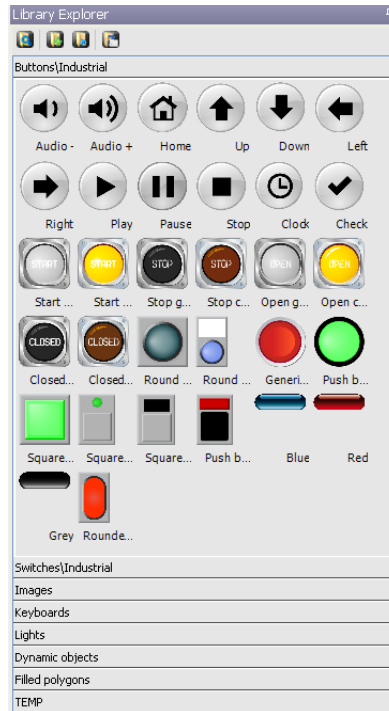 Library Explorer
Buttons\Industrial
Audio - Audio + Home Up Down Left
Right Play Pause Stop Clock Check
START START STOP STOP OPEN OPEN
Start ... Start ... Stop g... Stop c... Open g... Open c...
CLOSED CLOSED
Closed... Closed... Round ... Round ... Generi... Push b...
Square... Square... Square... Push b... Blue Red
Grey Rounde...
Switches\Industrial
Images
Keyboards
Lights
Dynamic objects
Filled polygons
TEMP